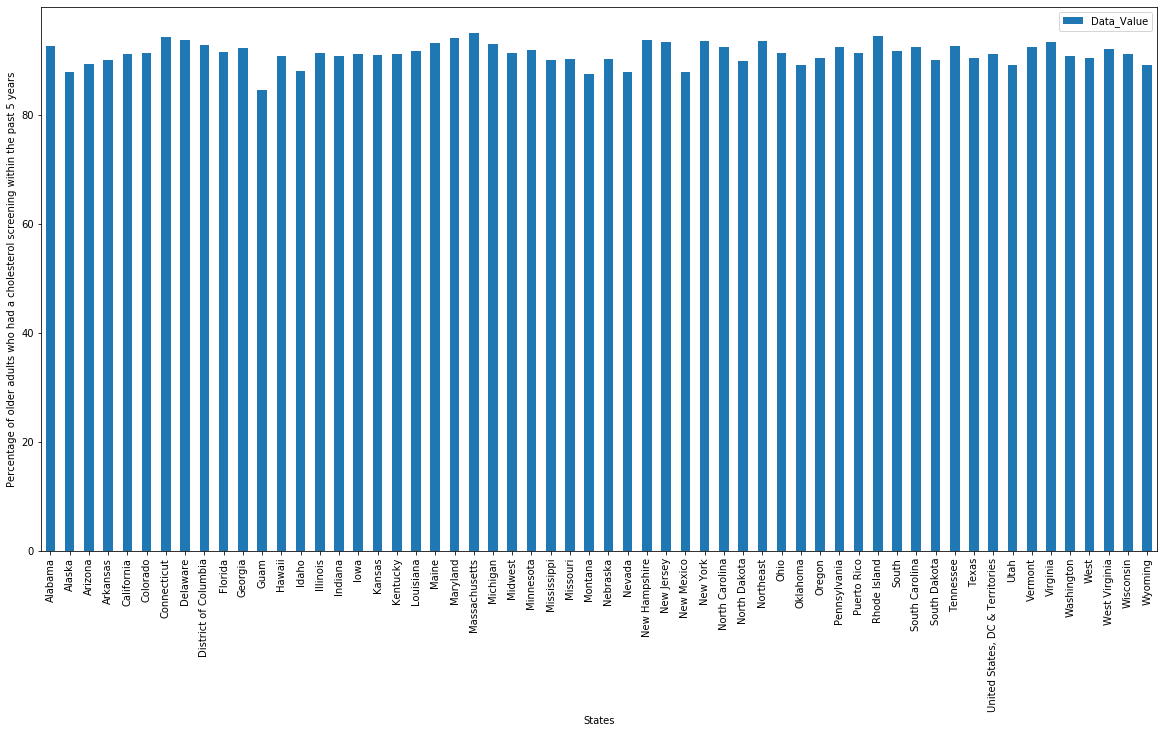 Data_Value
Percentage of older adults who had a cholesterol screening within the past 5 years
80
60
40
20
0
Alabama
Alaska
Arizona
Arkansas
California
Colorado
Connecticut
Delaware
District of Columbia
Florida
Georgia
Guam
Hawaii
Idaho
Illinois
Indiana
Iowa
Kansas
Kentucky
Louisiana
Maine
Maryland
Massachusetts
Michigan
Midwest
Minnesota
Mississippi
Missouri
Montana
Nebraska
Nevada
New Hampshire
New Jersey
New Mexico
New York
North Carolina
North Dakota
Northeast
Ohio
Oklahoma
Oregon
Pennsylvania
Puerto Rico
Rhode Island
South
South Carolina
South Dakota
Tennessee
Texas
United States, DC & Territories
Utah
Vermont
Virginia
Washington
West
West Virginia
Wisconsin
Wyoming
States